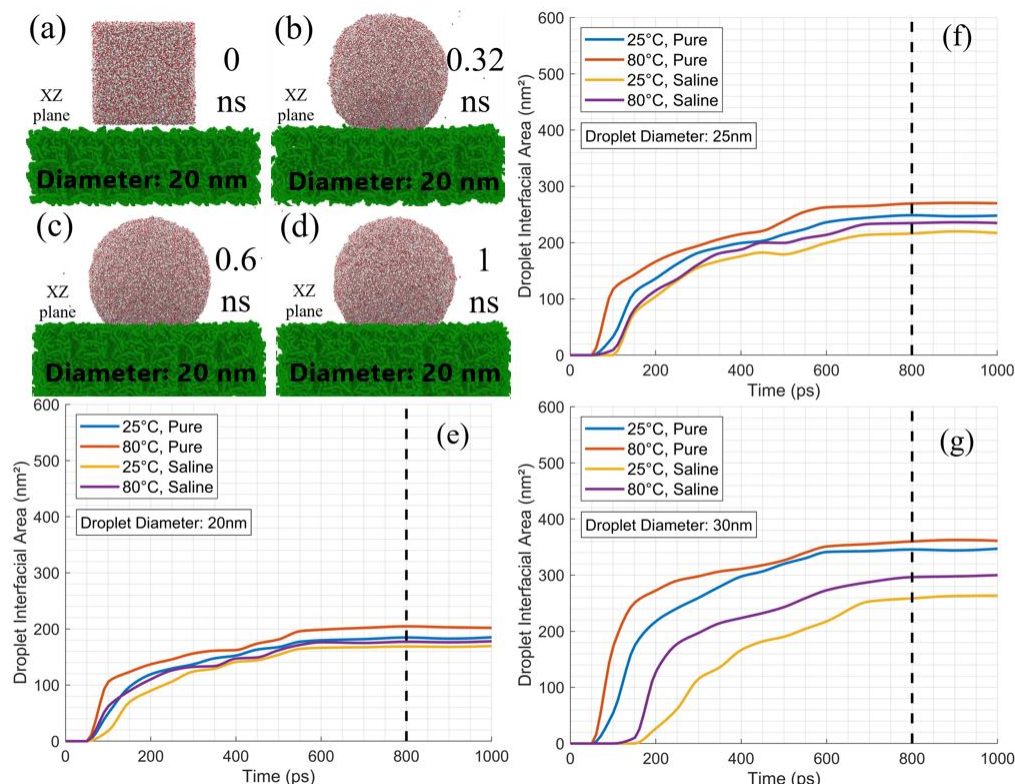 (a)
0
ns
XZ
plane
Diameter: 20 nm
(b)
0.32
ns
XZ
plane
Diameter: 20 nm
(c)
0.6
ns
XZ
plane
Diameter: 20 nm
(d)
1
ns
XZ
plane
Diameter: 20 nm
(f)
25°C, Pure
80°C, Pure
25°C, Saline
80°C, Saline
Droplet Diameter: 25nm
Droplet Interfacial Area (nm²)
600
500
400
300
200
100
0
0 200 400 600 800 1000
Time (ps)
(e)
25°C, Pure
80°C, Pure
25°C, Saline
80°C, Saline
Droplet Diameter: 20nm
Droplet Interfacial Area (nm²)
600
500
400
300
200
100
0
0 200 400 600 800 1000
Time (ps)
(g)
25°C, Pure
80°C, Pure
25°C, Saline
80°C, Saline
Droplet Diameter: 30nm
Droplet Interfacial Area (nm²)
600
500
400
300
200
100
0
0 200 400 600 800 1000
Time (ps)